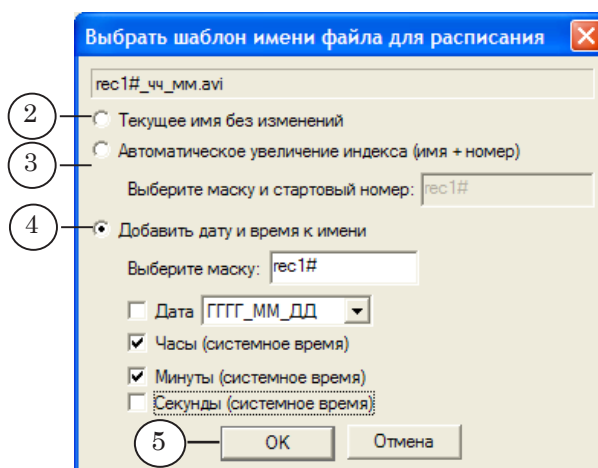 Выбрать шаблон имени файла для расписания
rec1#_чч_мм.avi
2 Текущее имя без изменений
3 Автоматическое увеличение индекса (имя + номер)
Выберите маску и стартовый номер: rec1#
4 Добавить дату и время к имени
Выберите маску: rec1#
Дата ГГГГ_ММ_ДД
Часы (системное время)
Минуты (системное время)
Секунды (системное время)
5 OK Отмена